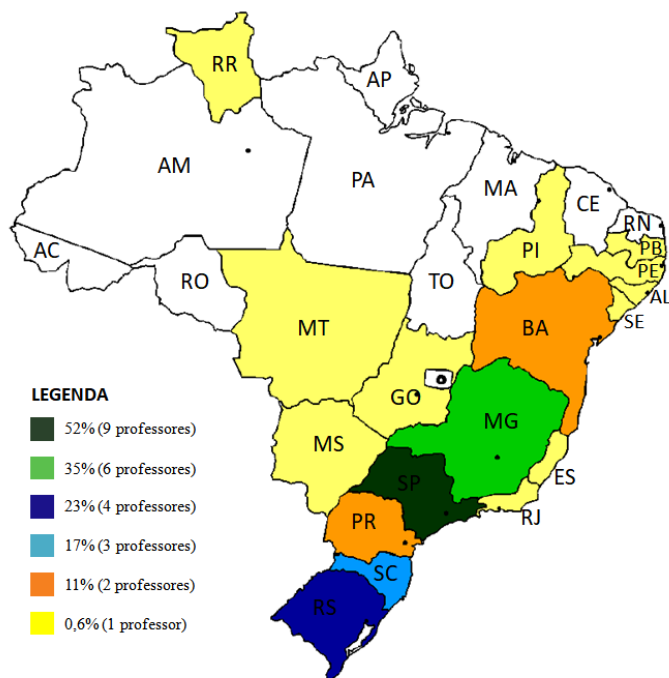 RR
AP
AM
PA
MA
CE
RN
PB
PE
AL
SE
PI
AC
RO
TO
MT
BA
GO
MG
MS
ES
SP
RJ
PR
SC
RS
LEGENDA
52% (9 professores)
35% (6 professores)
23% (4 professores)
17% (3 professores)
11% (2 professores)
0,6% (1 professor)